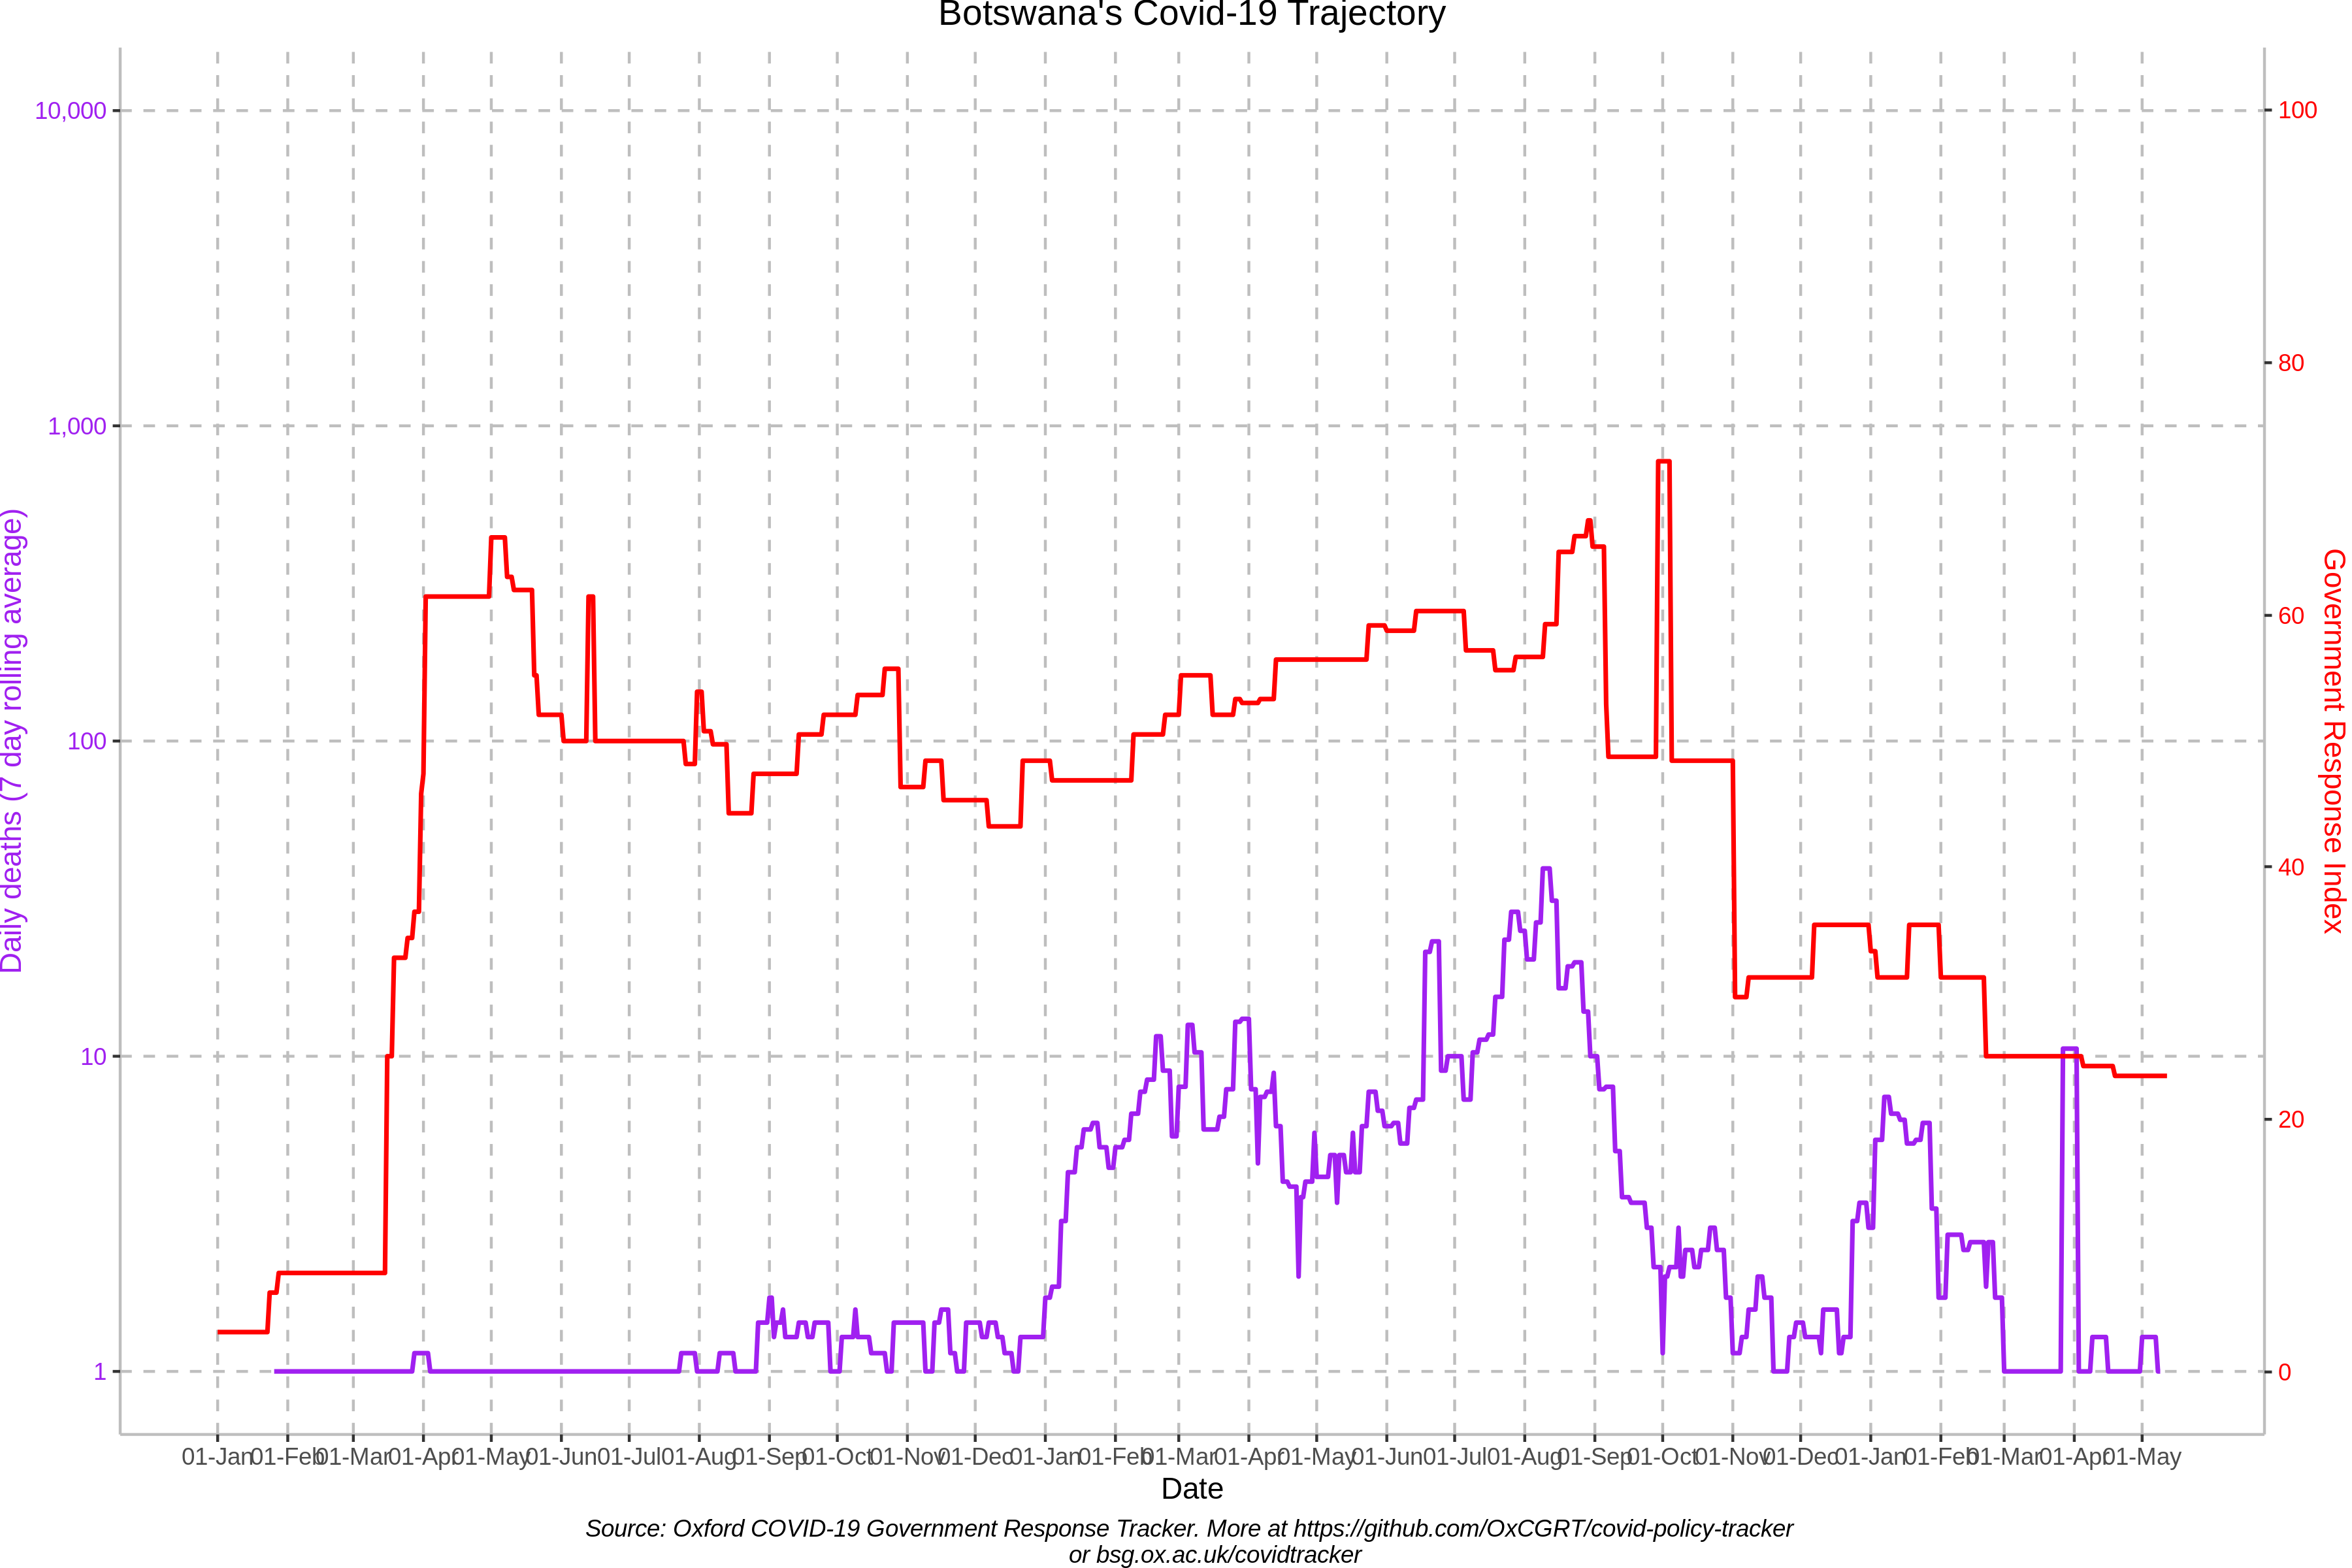 Botswana's Covid-19 Trajectory
10,000
1,000
100
10
1
Daily deaths (7 day rolling average)
100
80
60
40
20
0
Government Response Index
01-Jan 01-Feb 01-Mar 01-Apr 01-May 01-Jun 01-Jul 01-Aug 01-Sep 01-Oct 01-Nov 01-Dec 01-Jan 01-Feb 01-Mar 01-Apr 01-May 01-Jun 01-Jul 01-Aug 01-Sep 01-Oct 01-Nov 01-Dec 01-Jan 01-Feb 01-Mar 01-Apr 01-May
Date
Source: Oxford COVID-19 Government Response Tracker. More at https://github.com/OxCGRT/covid-policy-tracker
or bsg.ox.ac.uk/covidtracker